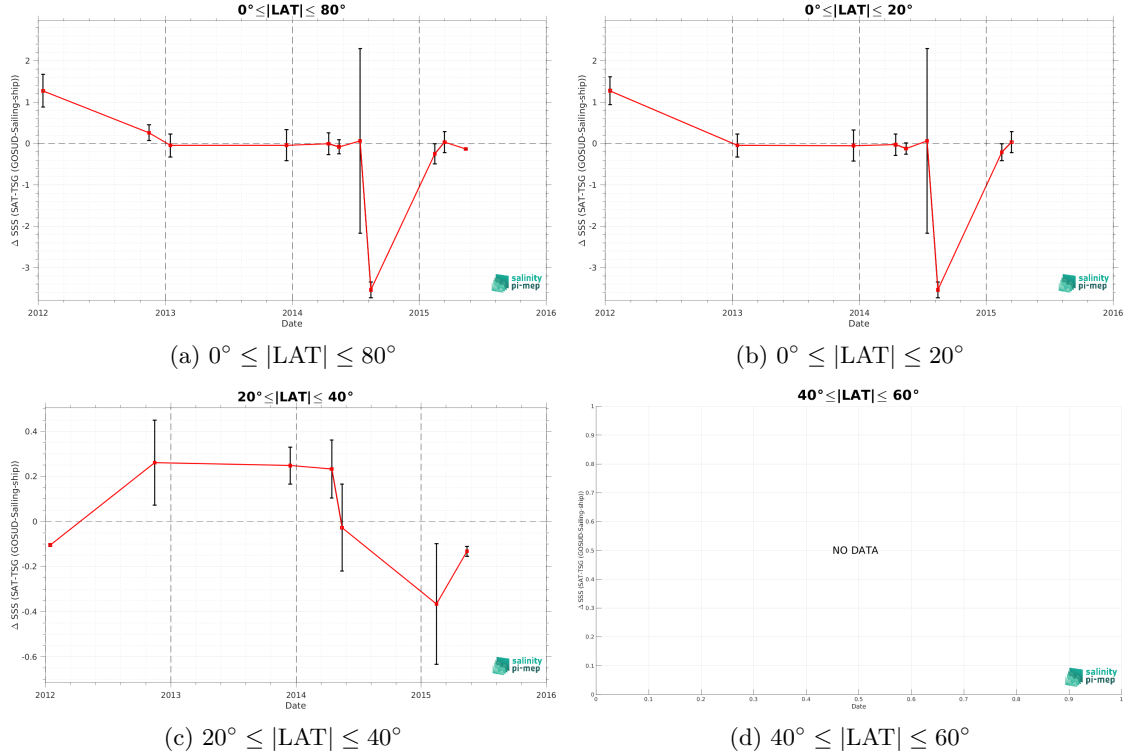 0°≤|LAT|≤ 80°
Δ SSS (SAT-TSG (GOSUD-Sailing-ship))
2
1
0
-1
-2
-3
2012 2013 2014 2015 2016
Date
salinity
pi-mep
(a) 0° ≤ |LAT| ≤ 80°
0°≤|LAT|≤ 20°
Δ SSS (SAT-TSG (GOSUD-Sailing-ship))
2
1
0
-1
-2
-3
2012 2013 2014 2015 2016
Date
salinity
pi-mep
(b) 0° ≤ |LAT| ≤ 20°
20°≤|LAT|≤ 40°
Δ SSS (SAT-TSG (GOSUD-Sailing-ship))
0.4
0.2
0
-0.2
-0.4
-0.6
2012 2013 2014 2015 2016
Date
salinity
pi-mep
(c) 20° ≤ |LAT| ≤ 40°
40°≤|LAT|≤ 60°
Δ SSS (SAT-TSG (GOSUD-Sailing-ship))
1
0.9
0.8
0.7
0.6
0.5
0.4
0.3
0.2
0.1
0
NO DATA
0 0.1 0.2 0.3 0.4 0.5 0.6 0.7 0.8 0.9 1
Date
salinity
pi-mep
(d) 40° ≤ |LAT| ≤ 60°